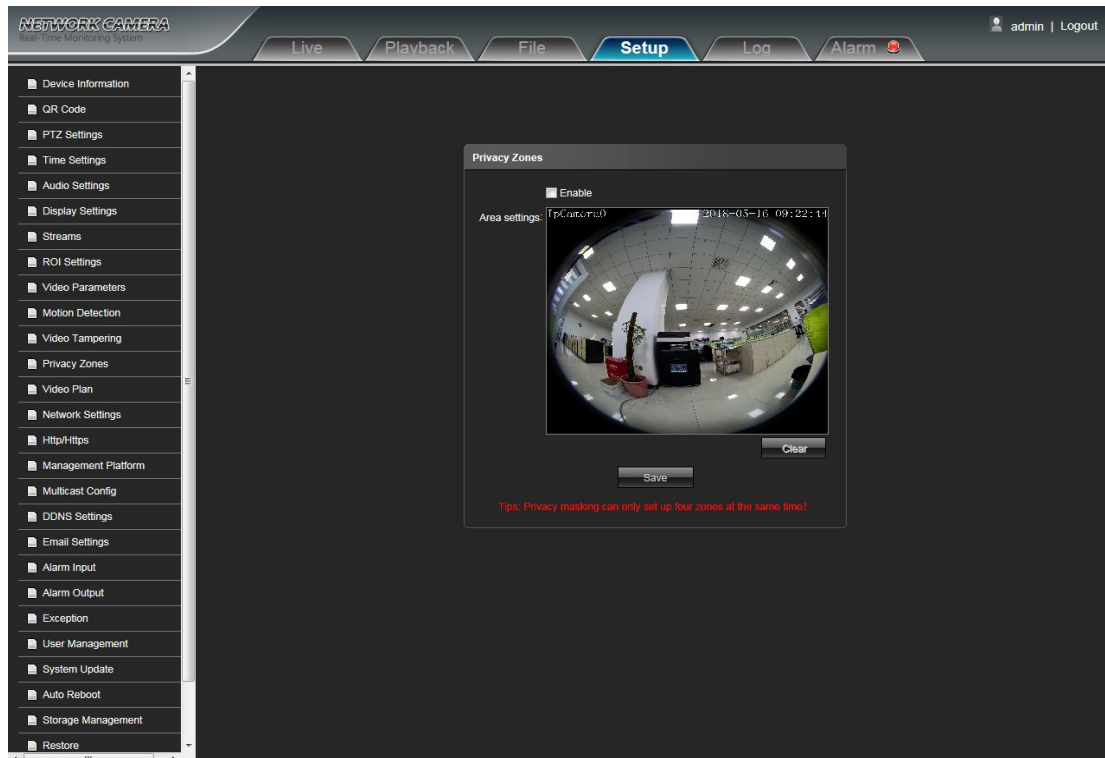 NETWORK CAMERA
Real-Time Monitoring System
admin | Logout
Live
Playback
File
Setup
Log
Alarm
Device Information
QR Code
PTZ Settings
Time Settings
Audio Settings
Display Settings
Streams
ROI Settings
Video Parameters
Motion Detection
Video Tampering
Privacy Zones
Video Plan
Network Settings
Http/Https
Management Platform
Multicast Config
DDNS Settings
Email Settings
Alarm Input
Alarm Output
Exception
User Management
System Update
Auto Reboot
Storage Management
Restore
Privacy Zones
Enable
Area settings:
IpCamera0 2018-05-16 09:22:44
Clear
Save
Tips: Privacy masking can only set up four zones at the same time!